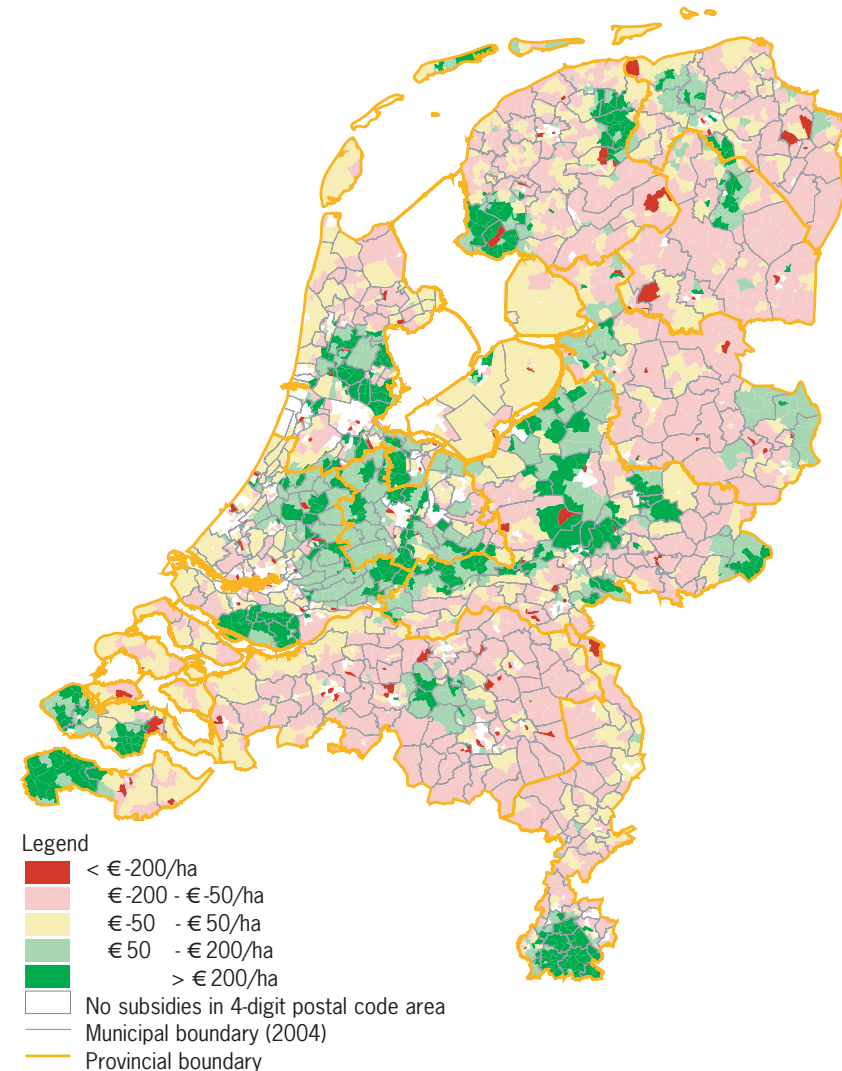 Legend
< € -200/ha
€ -200 - € -50/ha
€ -50 - € 50/ha
€ 50 - € 200/ha
> € 200/ha
No subsidies in 4-digit postal code area
Municipal boundary (2004)
Provincial boundary